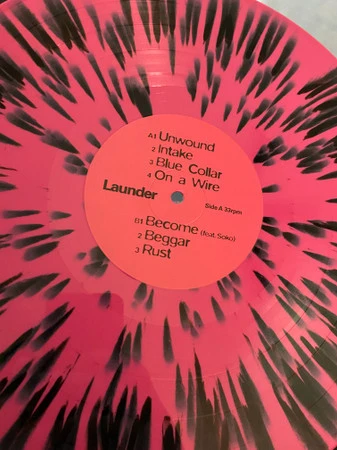 A1 Unwound
2 Intake
3 Blue Collar
4 On a Wire
Launder
Side A 33rpm
B1 Become (feat. Soko)
2 Beggar
3 Rust